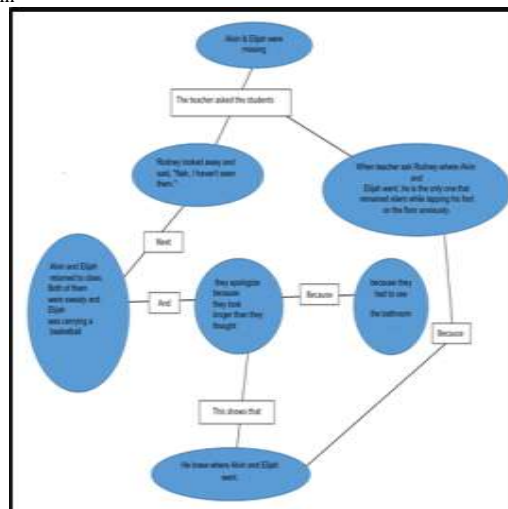 m
Alvin & Elijah were
missing
The teacher asked the students
Rodney looked away and
said, "Nah, I haven't seen
them."
When teacher ask Rodney where Alvin
and
Elijah went, he is the only one that
remained silent while tapping his foot
on the floor anxiously.
Next
Alvin and Elijah
returned to class.
Both of them
were sweaty and
Elijah
was carrying a
basketball
And
they apologize
because
they took
longer than they
thought
Because
because they
had to use
the bathroom
Because
This shows that
He knew where Alvin and Elijah
went.